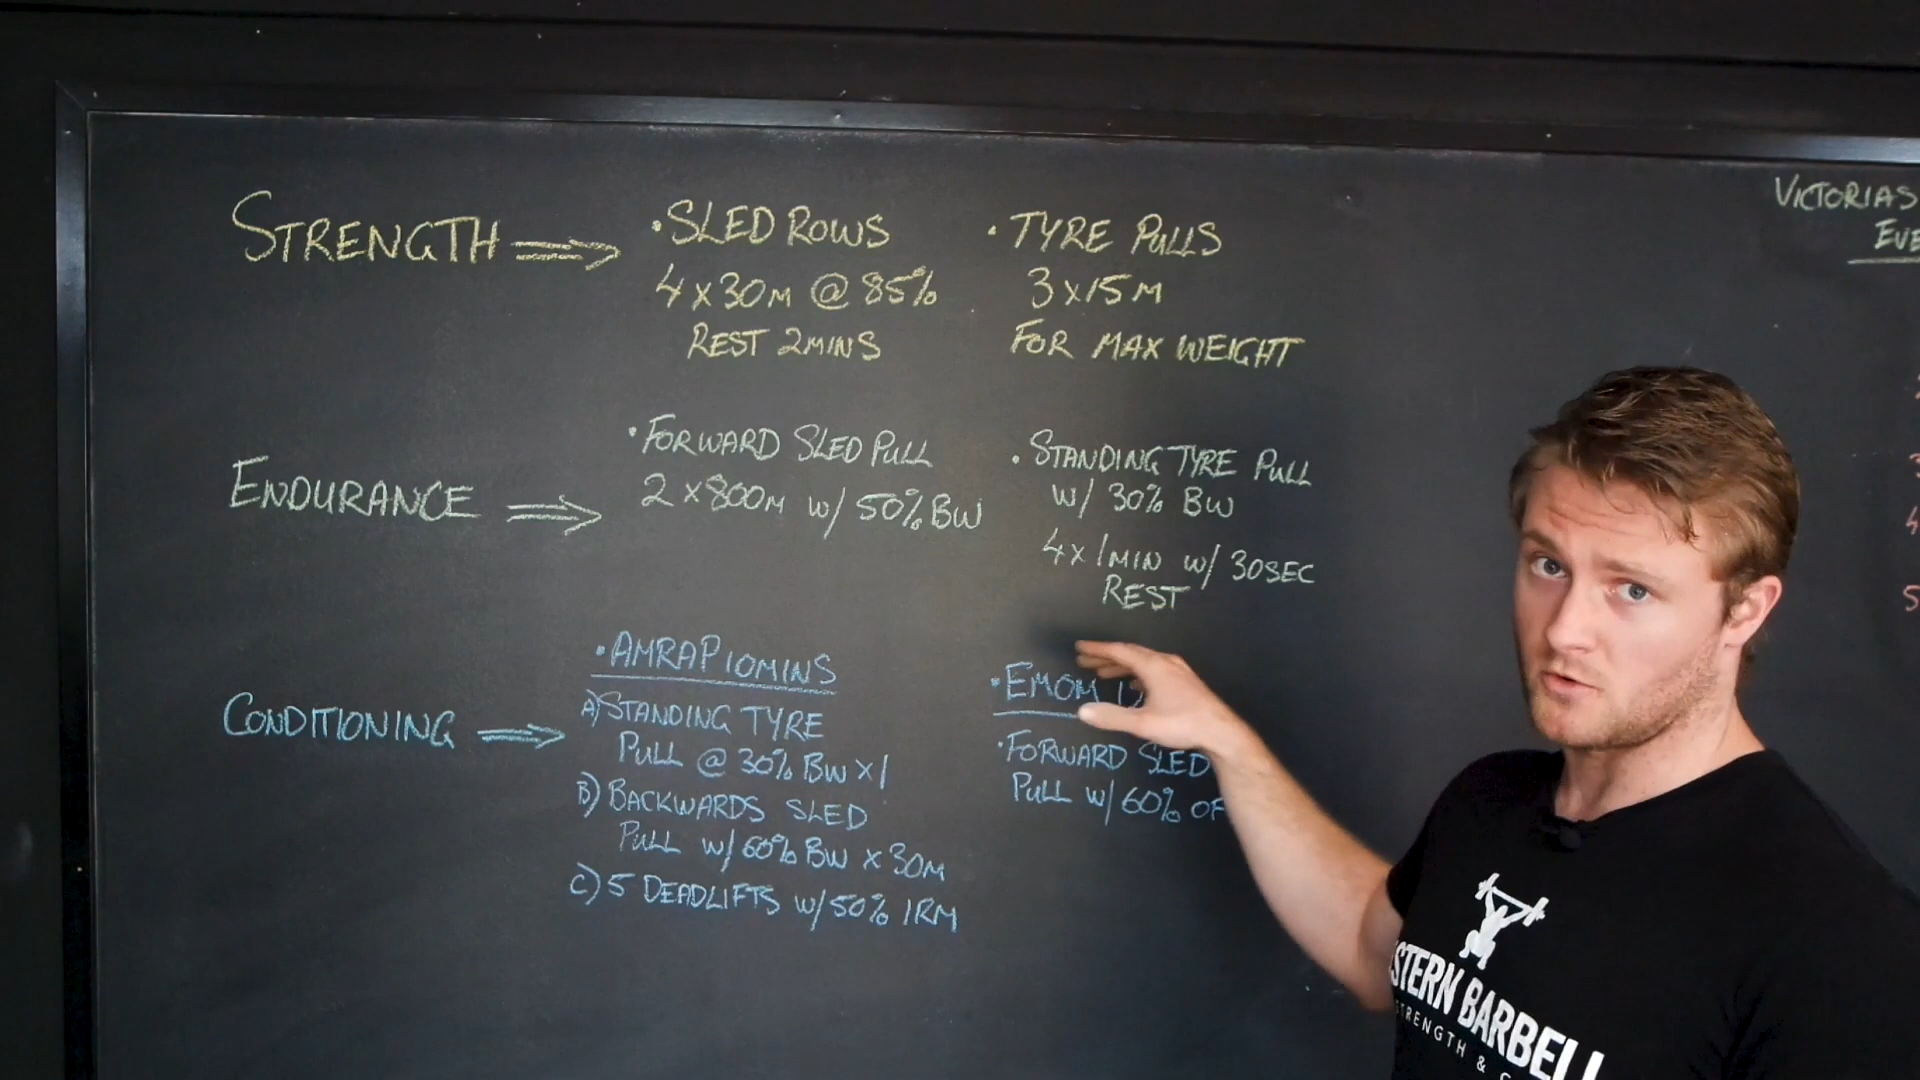 STRENGTH ⇒
• SLED ROWS
4 x 30M @ 85%
REST 2MINS
• TYRE PULLS
3 x 15M
FOR MAX WEIGHT
ENDURANCE ⇒
• FORWARD SLED PULL
2 x 800M w/ 50% BW
• STANDING TYRE PULL
w/ 30% BW
4 x 1MIN w/ 30SEC
REST
CONDITIONING ⇒
• AMRAP 10MINS
A) STANDING TYRE
PULL @ 30% BW x 1
B) BACKWARDS SLED
PULL w/ 60% BW x 30M
C) 5 DEADLIFTS w/ 50% 1RM
• EMOM
• FORWARD SLED
PULL w/ 60% OF
VICTORIAS
STERN BARBELL
STRENGTH &